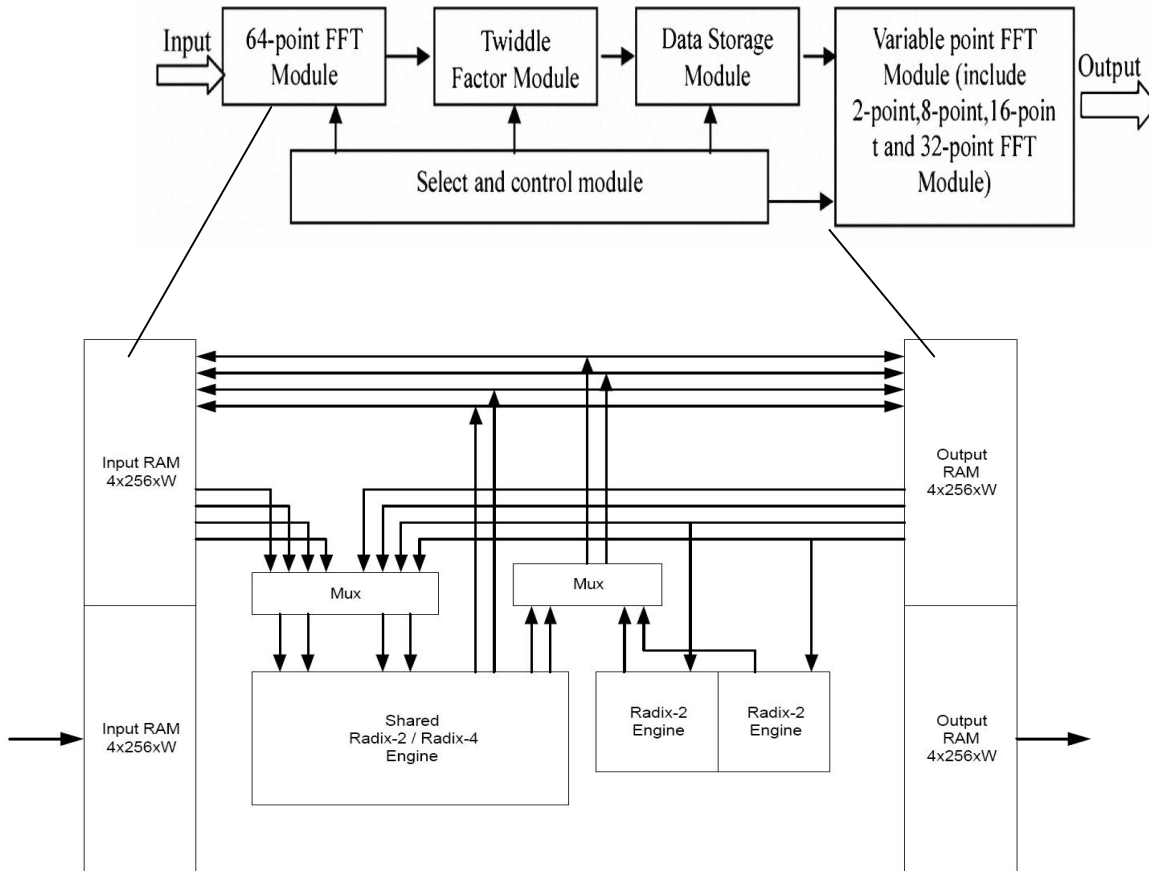 Input
64-point FFT
Module
Twiddle
Factor Module
Data Storage
Module
Variable point FFT
Module (include
2-point,8-point,16-poin
t and 32-point FFT
Module)
Output
Select and control module
Input RAM
4x256xW
Output
RAM
4x256xW
Mux
Mux
Input RAM
4x256xW
Shared
Radix-2 / Radix-4
Engine
Radix-2
Engine
Radix-2
Engine
Output
RAM
4x256xW